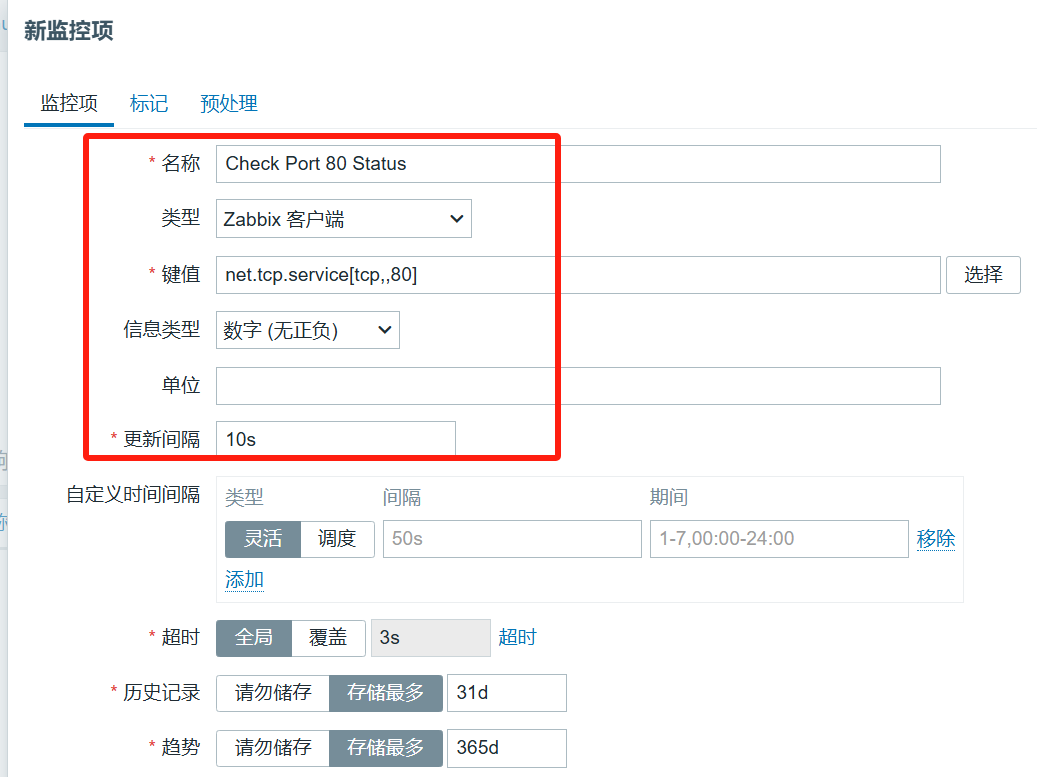 新监控项
监控项 标记 预处理
* 名称 Check Port 80 Status
类型 Zabbix 客户端
* 键值 net.tcp.service[tcp,,80] 选择
信息类型 数字 (无正负)
单位
* 更新间隔 10s
自定义时间间隔 类型 间隔 期间
灵活 调度 50s 1-7,00:00-24:00 移除
添加
* 超时 全局 覆盖 3s 超时
* 历史记录 请勿储存 存储最多 31d
* 趋势 请勿储存 存储最多 365d